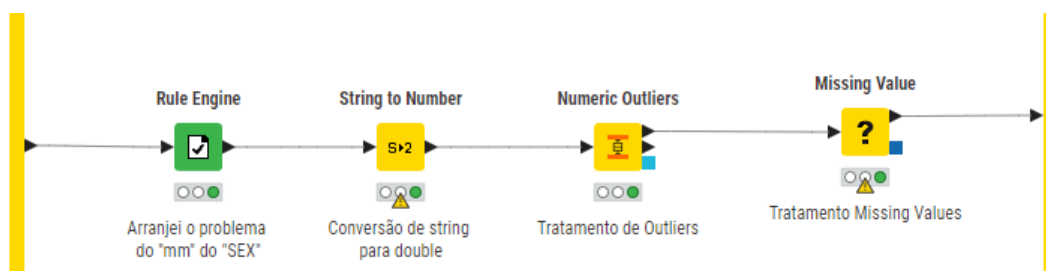 Rule Engine
String to Number
Numeric Outliers
Missing Value
S▸2
?
Arranjei o problema
do "mm" do "SEX"
Conversão de string
para double
Tratamento de Outliers
Tratamento Missing Values